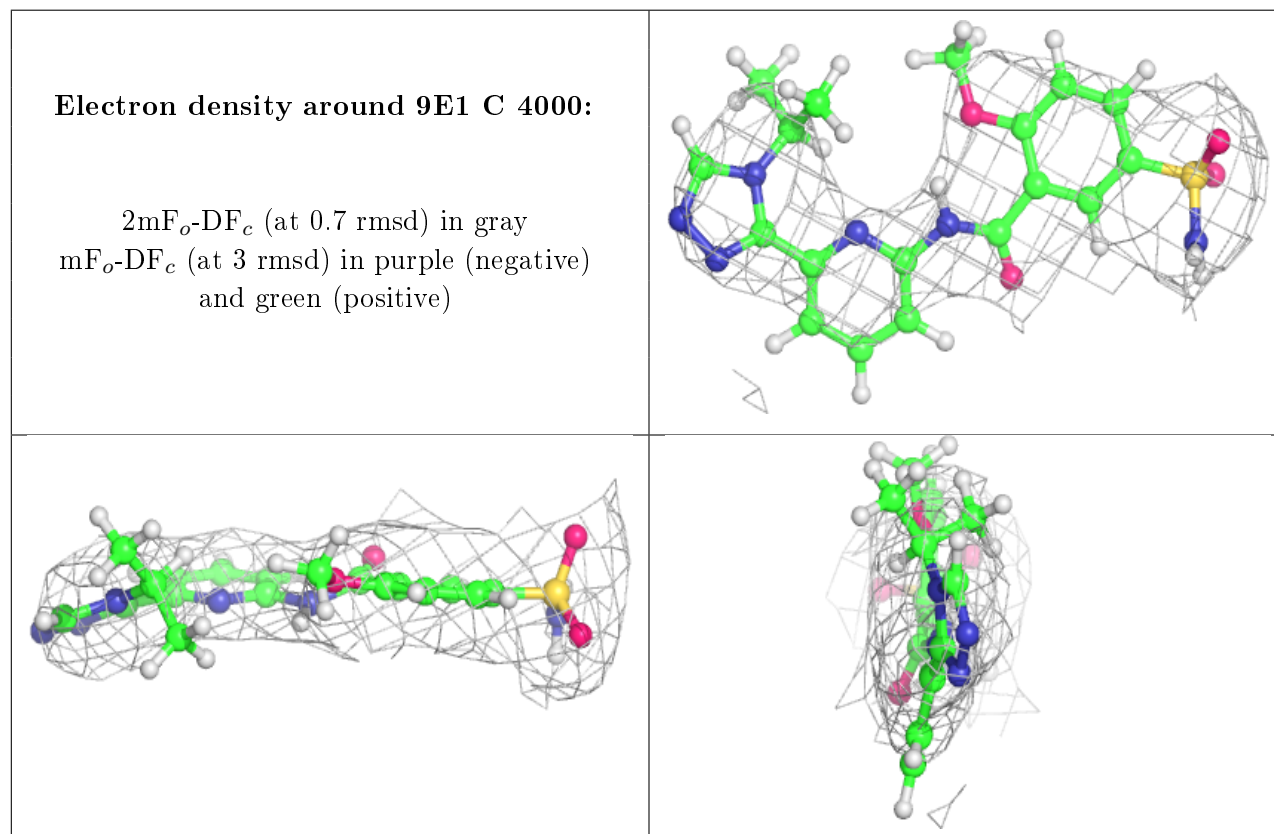 Electron density around 9E1 C 4000:
2mFo-DFc (at 0.7 rmsd) in gray
mFo-DFc (at 3 rmsd) in purple (negative)
and green (positive)